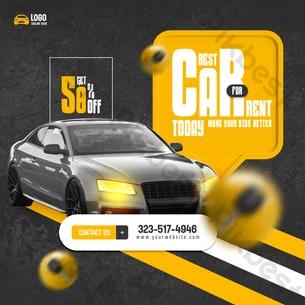 LOGO
GET
50% OFF
BEST
CAR
FOR
RENT
TODAY
MAKE YOUR RIDE BETTER
CONTACT US
323-517-4946
www.yourwebsite.com